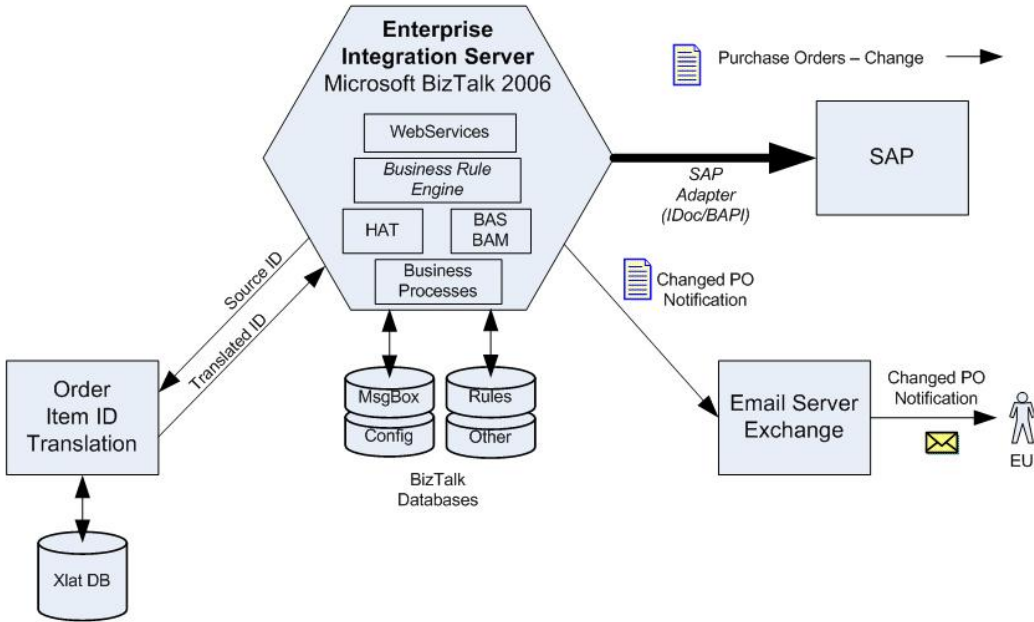 Enterprise
Integration Server
Microsoft BizTalk 2006
WebServices
Business Rule
Engine
HAT
BAS
BAM
Business
Processes
Purchase Orders – Change
SAP
SAP
Adapter
(IDoc/BAPI)
Changed PO
Notification
Source ID
Translated ID
Order
Item ID
Translation
Xlat DB
MsgBox
Config
Rules
Other
BizTalk
Databases
Email Server
Exchange
Changed PO
Notification
EU